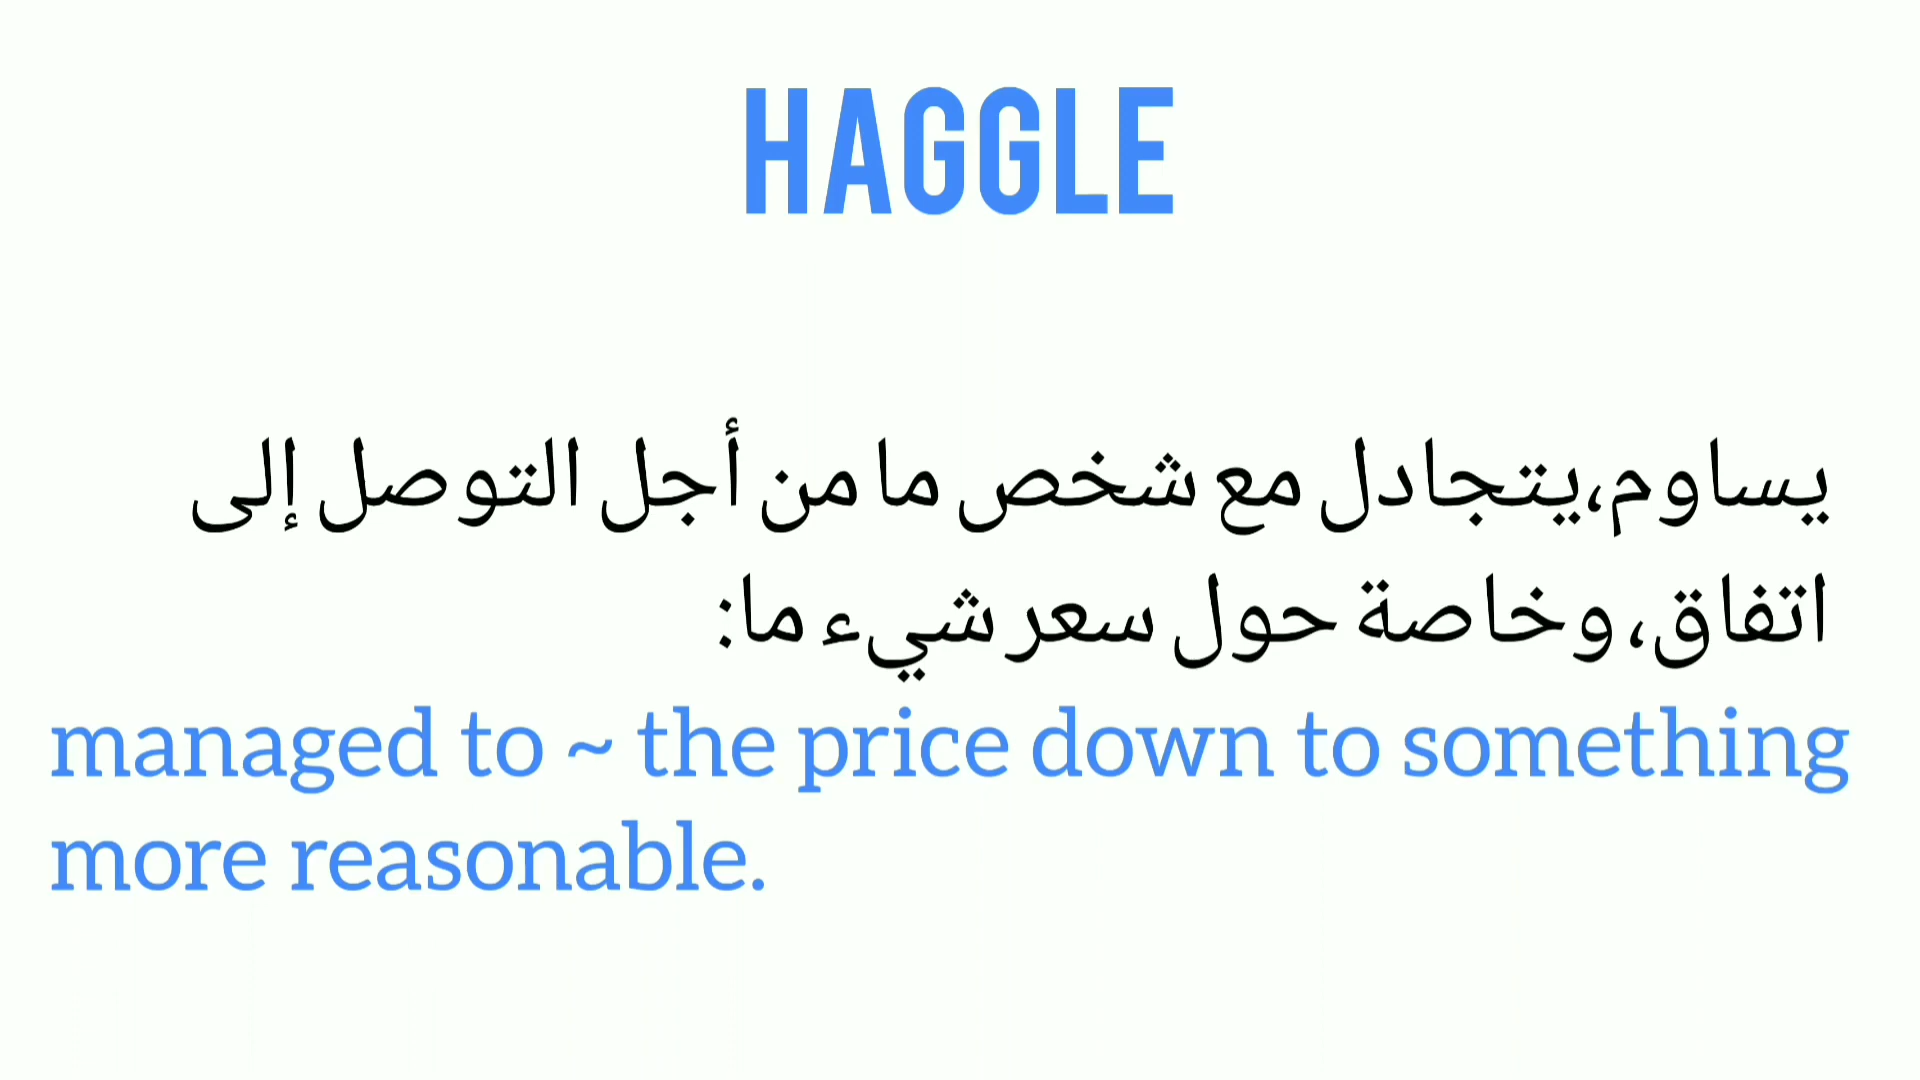 HAGGLE
يساوم،يتجادل مع شخص ما من أجل التوصل إلى
اتفاق، وخاصة حول سعر شيء ما:
managed to ~ the price down to something
more reasonable.